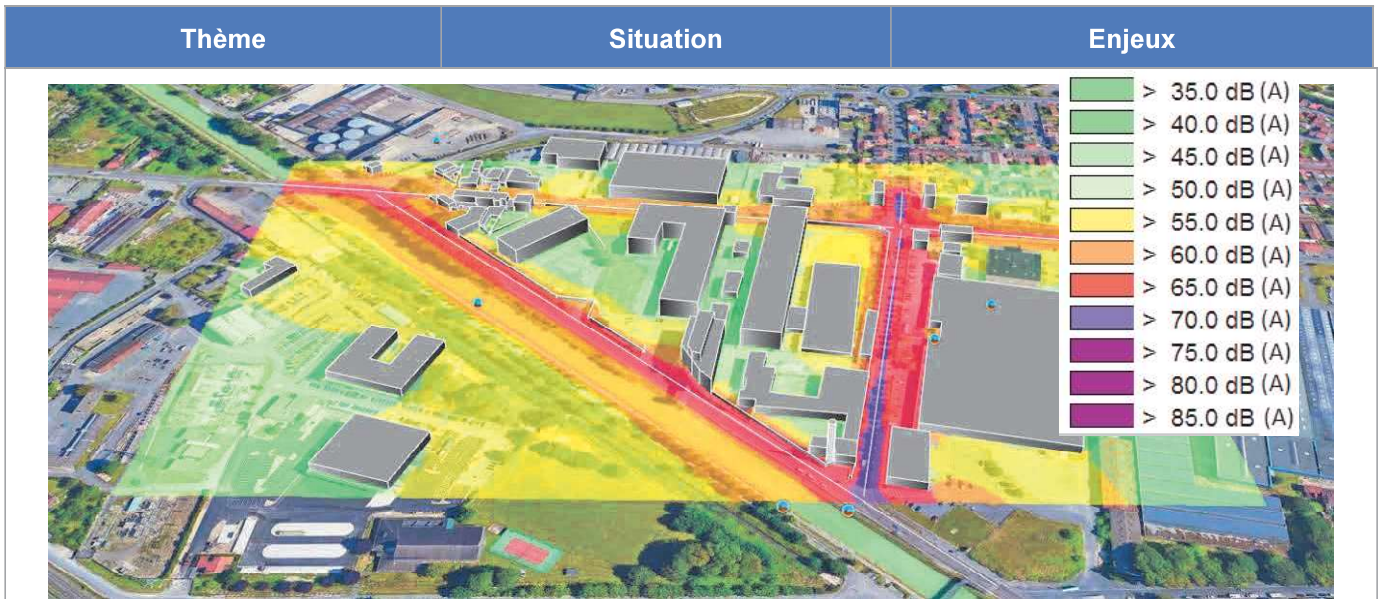 Thème
Situation
Enjeux
> 35.0 dB (A)
> 40.0 dB (A)
> 45.0 dB (A)
> 50.0 dB (A)
> 55.0 dB (A)
> 60.0 dB (A)
> 65.0 dB (A)
> 70.0 dB (A)
> 75.0 dB (A)
> 80.0 dB (A)
> 85.0 dB (A)